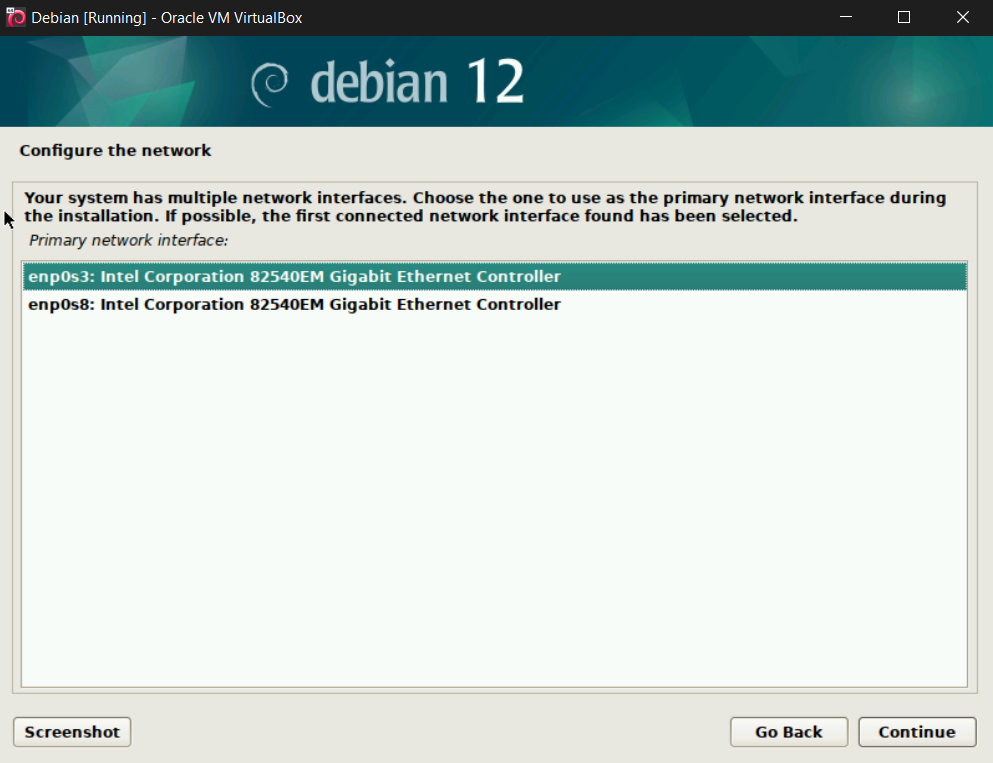 Debian [Running] - Oracle VM VirtualBox
debian 12
Configure the network
Your system has multiple network interfaces. Choose the one to use as the primary network interface during
the installation. If possible, the first connected network interface found has been selected.
Primary network interface:
enp0s3: Intel Corporation 82540EM Gigabit Ethernet Controller
enp0s8: Intel Corporation 82540EM Gigabit Ethernet Controller
Screenshot
Go Back
Continue